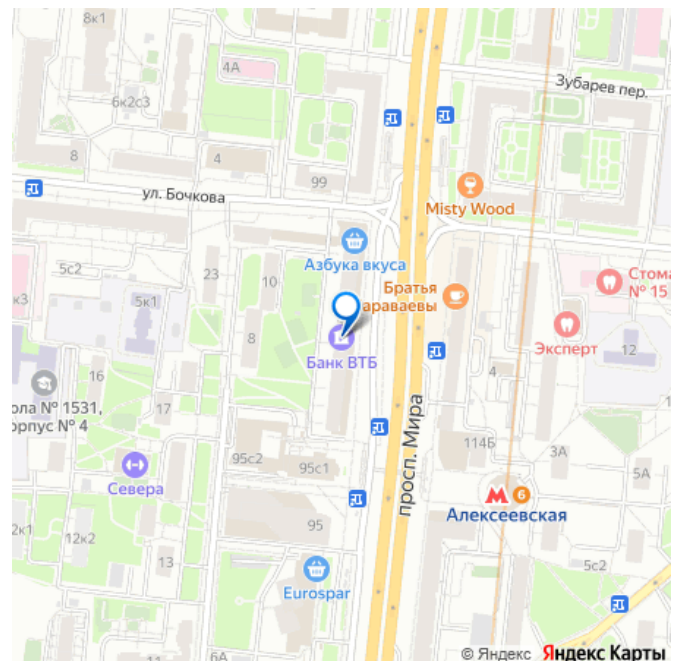 8к1
4А
Зубарев пер.
6к2с3
8
4
99
ул. Бочкова
Misty Wood
Азбука вкуса
5с2
23
10
Братья
араваевы
Стома
№ 15
к3
5к1
8
Банк ВТБ
Эксперт
12
4
16
ола № 1531,
орпус № 4
17
просп. Мира
114Б
3А
5А
95с2
95с1
Севера
М 6
Алексеевская
2к1
12к2
95
13
Eurospar
5с2
6А
© Яндекс Яндекс Карты